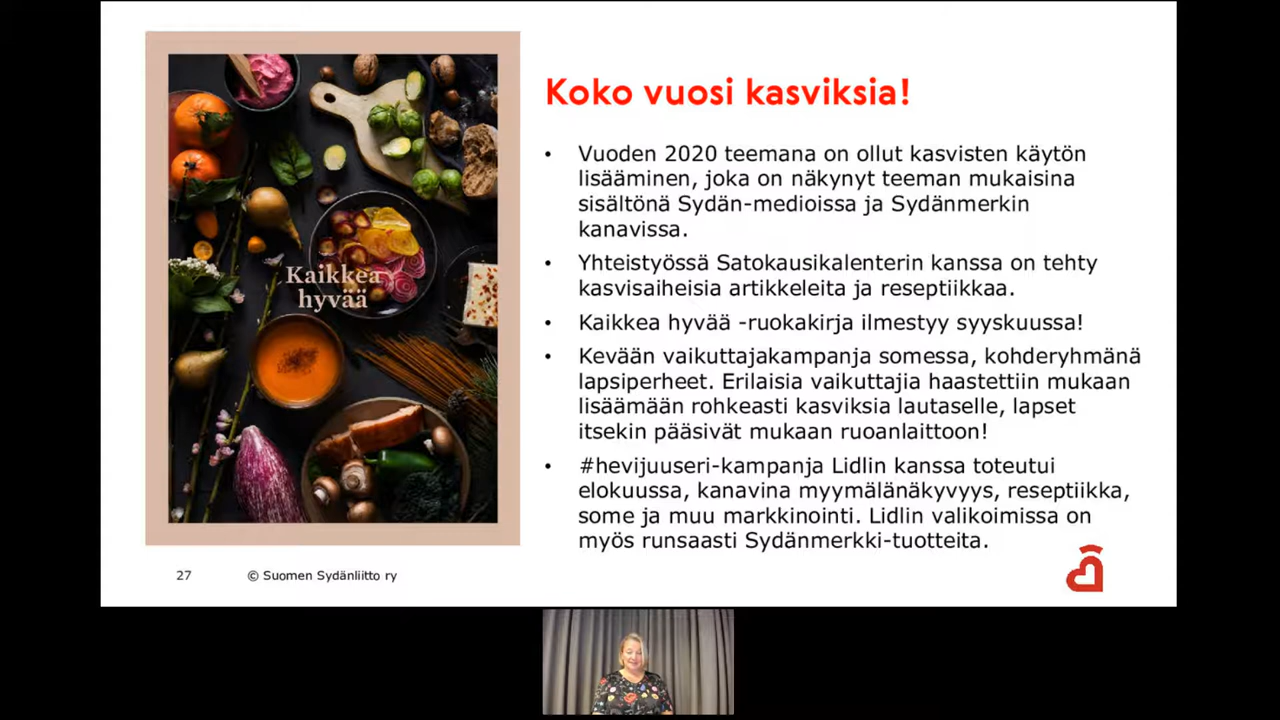 Kaikkea
hyvää
Koko vuosi kasviksia!
• Vuoden 2020 teemana on ollut kasvisten käytön
lisääminen, joka on näkynyt teeman mukaisina
sisältönä Sydän-medioissa ja Sydänmerkin
kanavissa.
• Yhteistyössä Satokausikalenterin kanssa on tehty
kasvisaiheisia artikkeleita ja reseptiikkaa.
• Kaikkea hyvää -ruokakirja ilmestyy syyskuussa!
• Kevään vaikuttajakampanja somessa, kohderyhmänä
lapsiperheet. Erilaisia vaikuttajia haastettiin mukaan
lisäämään rohkeasti kasviksia lautaselle, lapset
itsekin pääsivät mukaan ruoanlaittoon!
• #hevijuuseri-kampanja Lidlin kanssa toteutui
elokuussa, kanavina myymälänäkyvyys, reseptiikka,
some ja muu markkinointi. Lidlin valikoimissa on
myös runsaasti Sydänmerkki-tuotteita.
27 © Suomen Sydänliitto ry